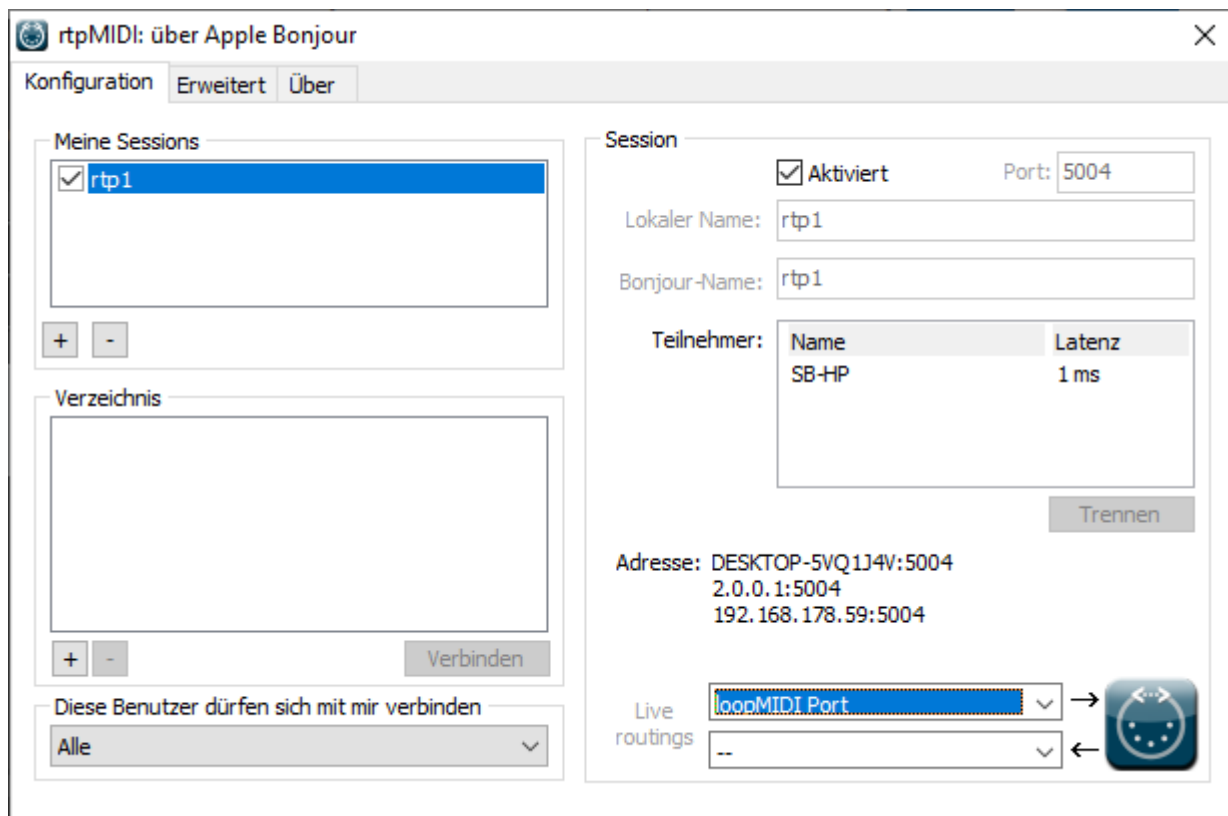 rtpMIDI: über Apple Bonjour
Konfiguration Erweitert Über
Meine Sessions
rtp1
+ -
Verzeichnis
+ - Verbinden
Diese Benutzer dürfen sich mit mir verbinden
Alle
Session
Aktiviert Port: 5004
Lokaler Name: rtp1
Bonjour-Name: rtp1
Teilnehmer: Name Latenz
SB-HP 1 ms
Trennen
Adresse: DESKTOP-5VQ1J4V:5004
2.0.0.1:5004
192.168.178.59:5004
Live routings
loopMIDI Port
--